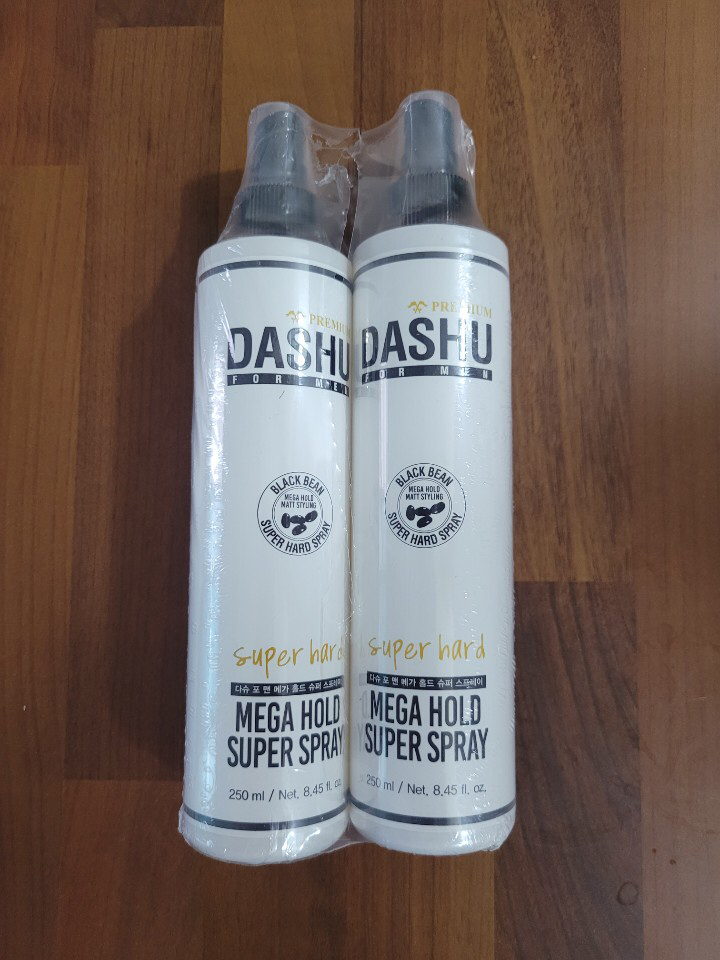 PREMIUM
DASHU
FOR MEN
BLACK BEAN
MEGA HOLD
MATT STYLING
SUPER HARD SPRAY
super hard
다슈 포 맨 메가 홀드 슈퍼 스프레이
MEGA HOLD
SUPER SPRAY
250 ml / Net. 8.45 fl. oz.
PREMIUM
DASHU
FOR MEN
BLACK BEAN
MEGA HOLD
MATT STYLING
SUPER HARD SPRAY
super hard
다슈 포 맨 메가 홀드 슈퍼 스프레이
MEGA HOLD
SUPER SPRAY
250 ml / Net. 8.45 fl. oz.